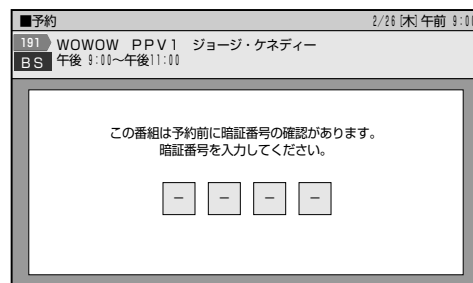 ■予約 2/26[木]午前 9:00
191 WOWOW PPV1 ジョージ・ケネディー
BS 午後 9:00～午後11:00
この番組は予約前に暗証番号の確認があります。
暗証番号を入力してください。
－ － － －